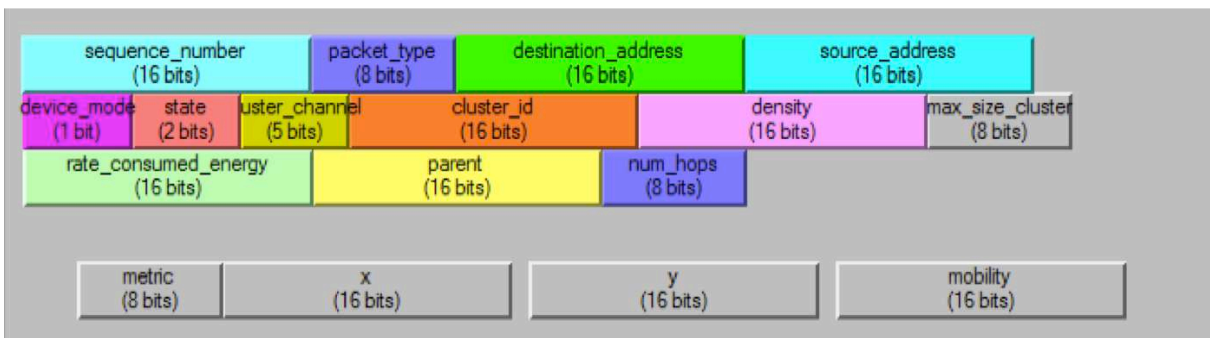 sequence_number packet_type destination_address source_address
(16 bits) (8 bits) (16 bits) (16 bits)
device_mode state uster_channel cluster_id density max_size_cluster
(1 bit) (2 bits) (5 bits) (16 bits) (16 bits) (8 bits)
rate_consumed_energy parent num_hops
(16 bits) (16 bits) (8 bits)
metric x y mobility
(8 bits) (16 bits) (16 bits) (16 bits)